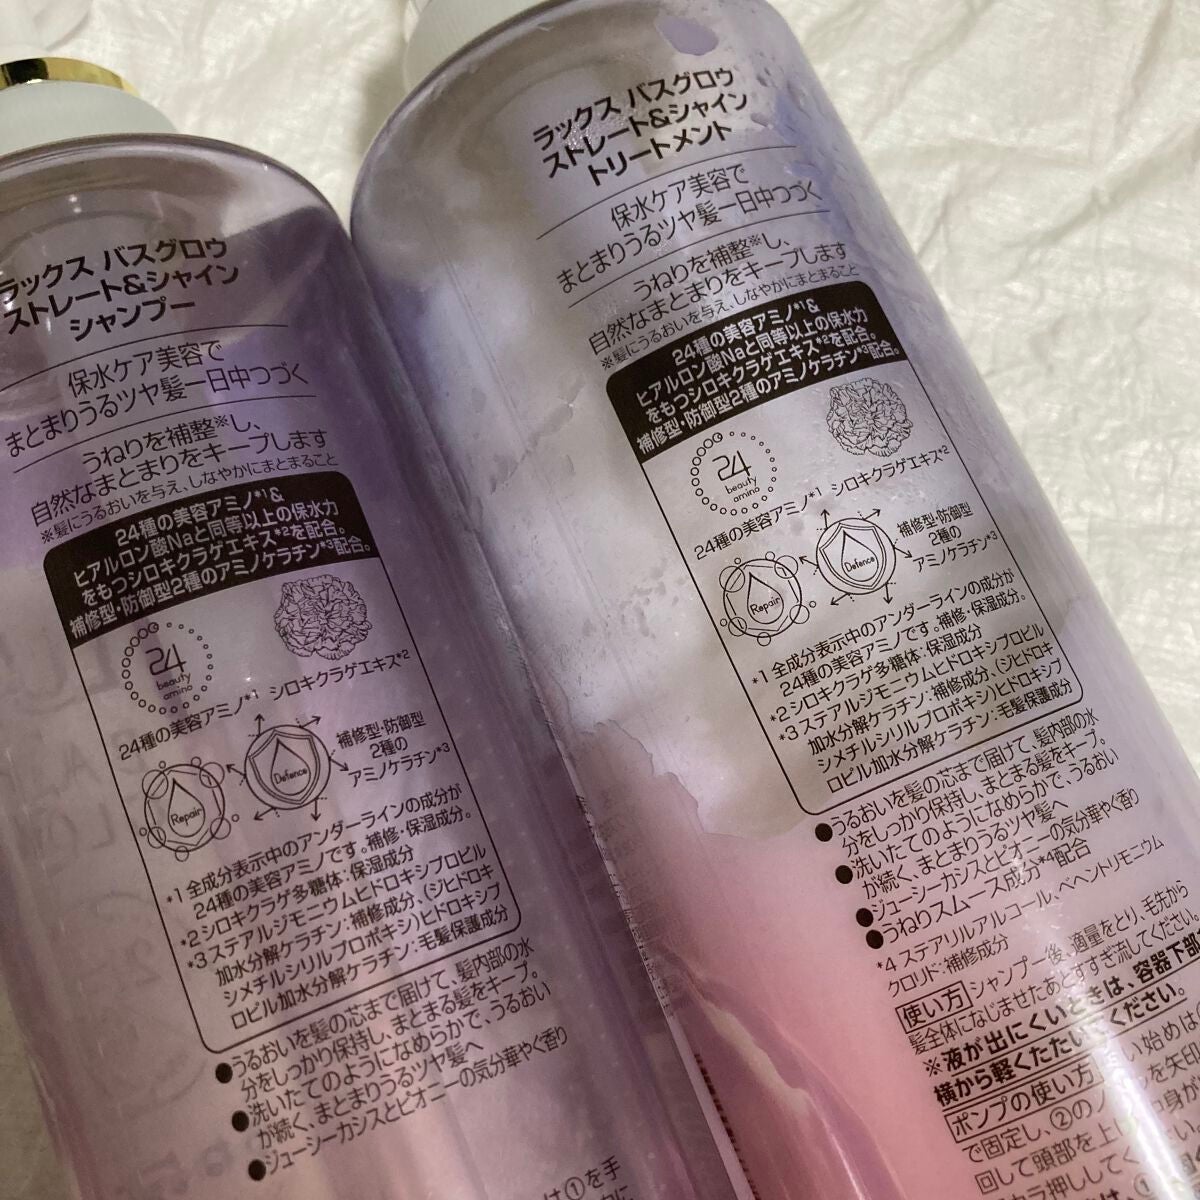 ラックス バスグロウ
ストレート&シャイン
シャンプー
保水ケア美容で
まとまりうるツヤ髪一日中つづく
うねりを補整※し、
自然なまとまりをキープします
※髪にうるおいを与え、しなやかにまとまること
24種の美容アミノ*1&
ヒアルロン酸Naと同等以上の保水力
をもつシロキクラゲエキス*2を配合。
補修型・防御型2種のアミノケラチン*3配合。
24
beauty
amino
24種の美容アミノ*1 シロキクラゲエキス*2
Repair
Defence
補修型・防御型
2種の
アミノケラチン*3
*1 全成分表示中のアンダーラインの成分が
24種の美容アミノです。補修・保湿成分。
*2 シロキクラゲ多糖体:保湿成分
*3 ステアルジモニウムヒドロキシプロピル
加水分解ケラチン:補修成分、(ジヒドロキ
シメチルシリルプロポキシ)ヒドロキシプ
ロピル加水分解ケラチン:毛髪保護成分
●うるおいを髪の芯まで届けて、髪内部の水
分をしっかり保持し、まとまる髪をキープ。
●洗いたてのようになめらかで、うるおい
が続く、まとまりうるツヤ髪へ
●ジューシーカシスとピオニーの気分華やぐ香り
は①を手
ラックス バスグロウ
ストレート&シャイン
トリートメント
保水ケア美容で
まとまりうるツヤ髪一日中つづく
うねりを補整※し、
自然なまとまりをキープします
※髪にうるおいを与え、しなやかにまとまること
24種の美容アミノ*1&
ヒアルロン酸Naと同等以上の保水力
をもつシロキクラゲエキス*2を配合。
補修型・防御型2種のアミノケラチン*3配合。
24
beauty
amino
24種の美容アミノ*1 シロキクラゲエキス*2
Repair
Defence
補修型・防御型
2種の
アミノケラチン*3
*1 全成分表示中のアンダーラインの成分が
24種の美容アミノです。補修・保湿成分。
*2 シロキクラゲ多糖体:保湿成分
*3 ステアルジモニウムヒドロキシプロピル
加水分解ケラチン:補修成分、(ジヒドロキ
シメチルシリルプロポキシ)ヒドロキシプ
ロピル加水分解ケラチン:毛髪保護成分
●うるおいを髪の芯まで届けて、髪内部の水
分をしっかり保持し、まとまる髪をキープ。
●洗いたてのようになめらかで、うるおい
が続く、まとまりうるツヤ髪へ
●ジューシーカシスとピオニーの気分華やぐ香り
●うねりスムース成分*4配合
*4 ステアリルアルコール、ベヘントリモニウム
クロリド:補修成分
使い方 シャンプー後、適量をとり、毛先から
髪全体になじませたあとすすぎ流してください。
※液が出にくいときは、容器下部
横から軽くたたいてください。
ポンプの使い方 使い始めは
で固定し、②のノズルを矢印
回して頭部を上げ